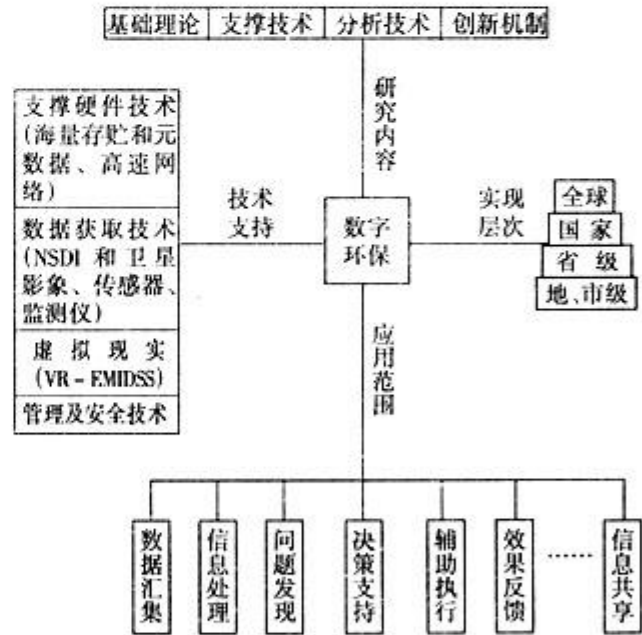 基础理论 支撑技术 分析技术 创新机制
研究内容
支撑硬件技术
(海量存贮和元
数据、高速网
络)
数据获取技术
(NSDI 和卫星
影象、传感器、
监测仪)
虚拟现实
(VR-EMIDSS)
管理及安全技术
技术
支持
数字
环保
实现
层次
全球
国家
省级
地、市级
应用范围
数据汇集
信息处理
问题发现
决策支持
辅助执行
效果反馈
……
信息共享